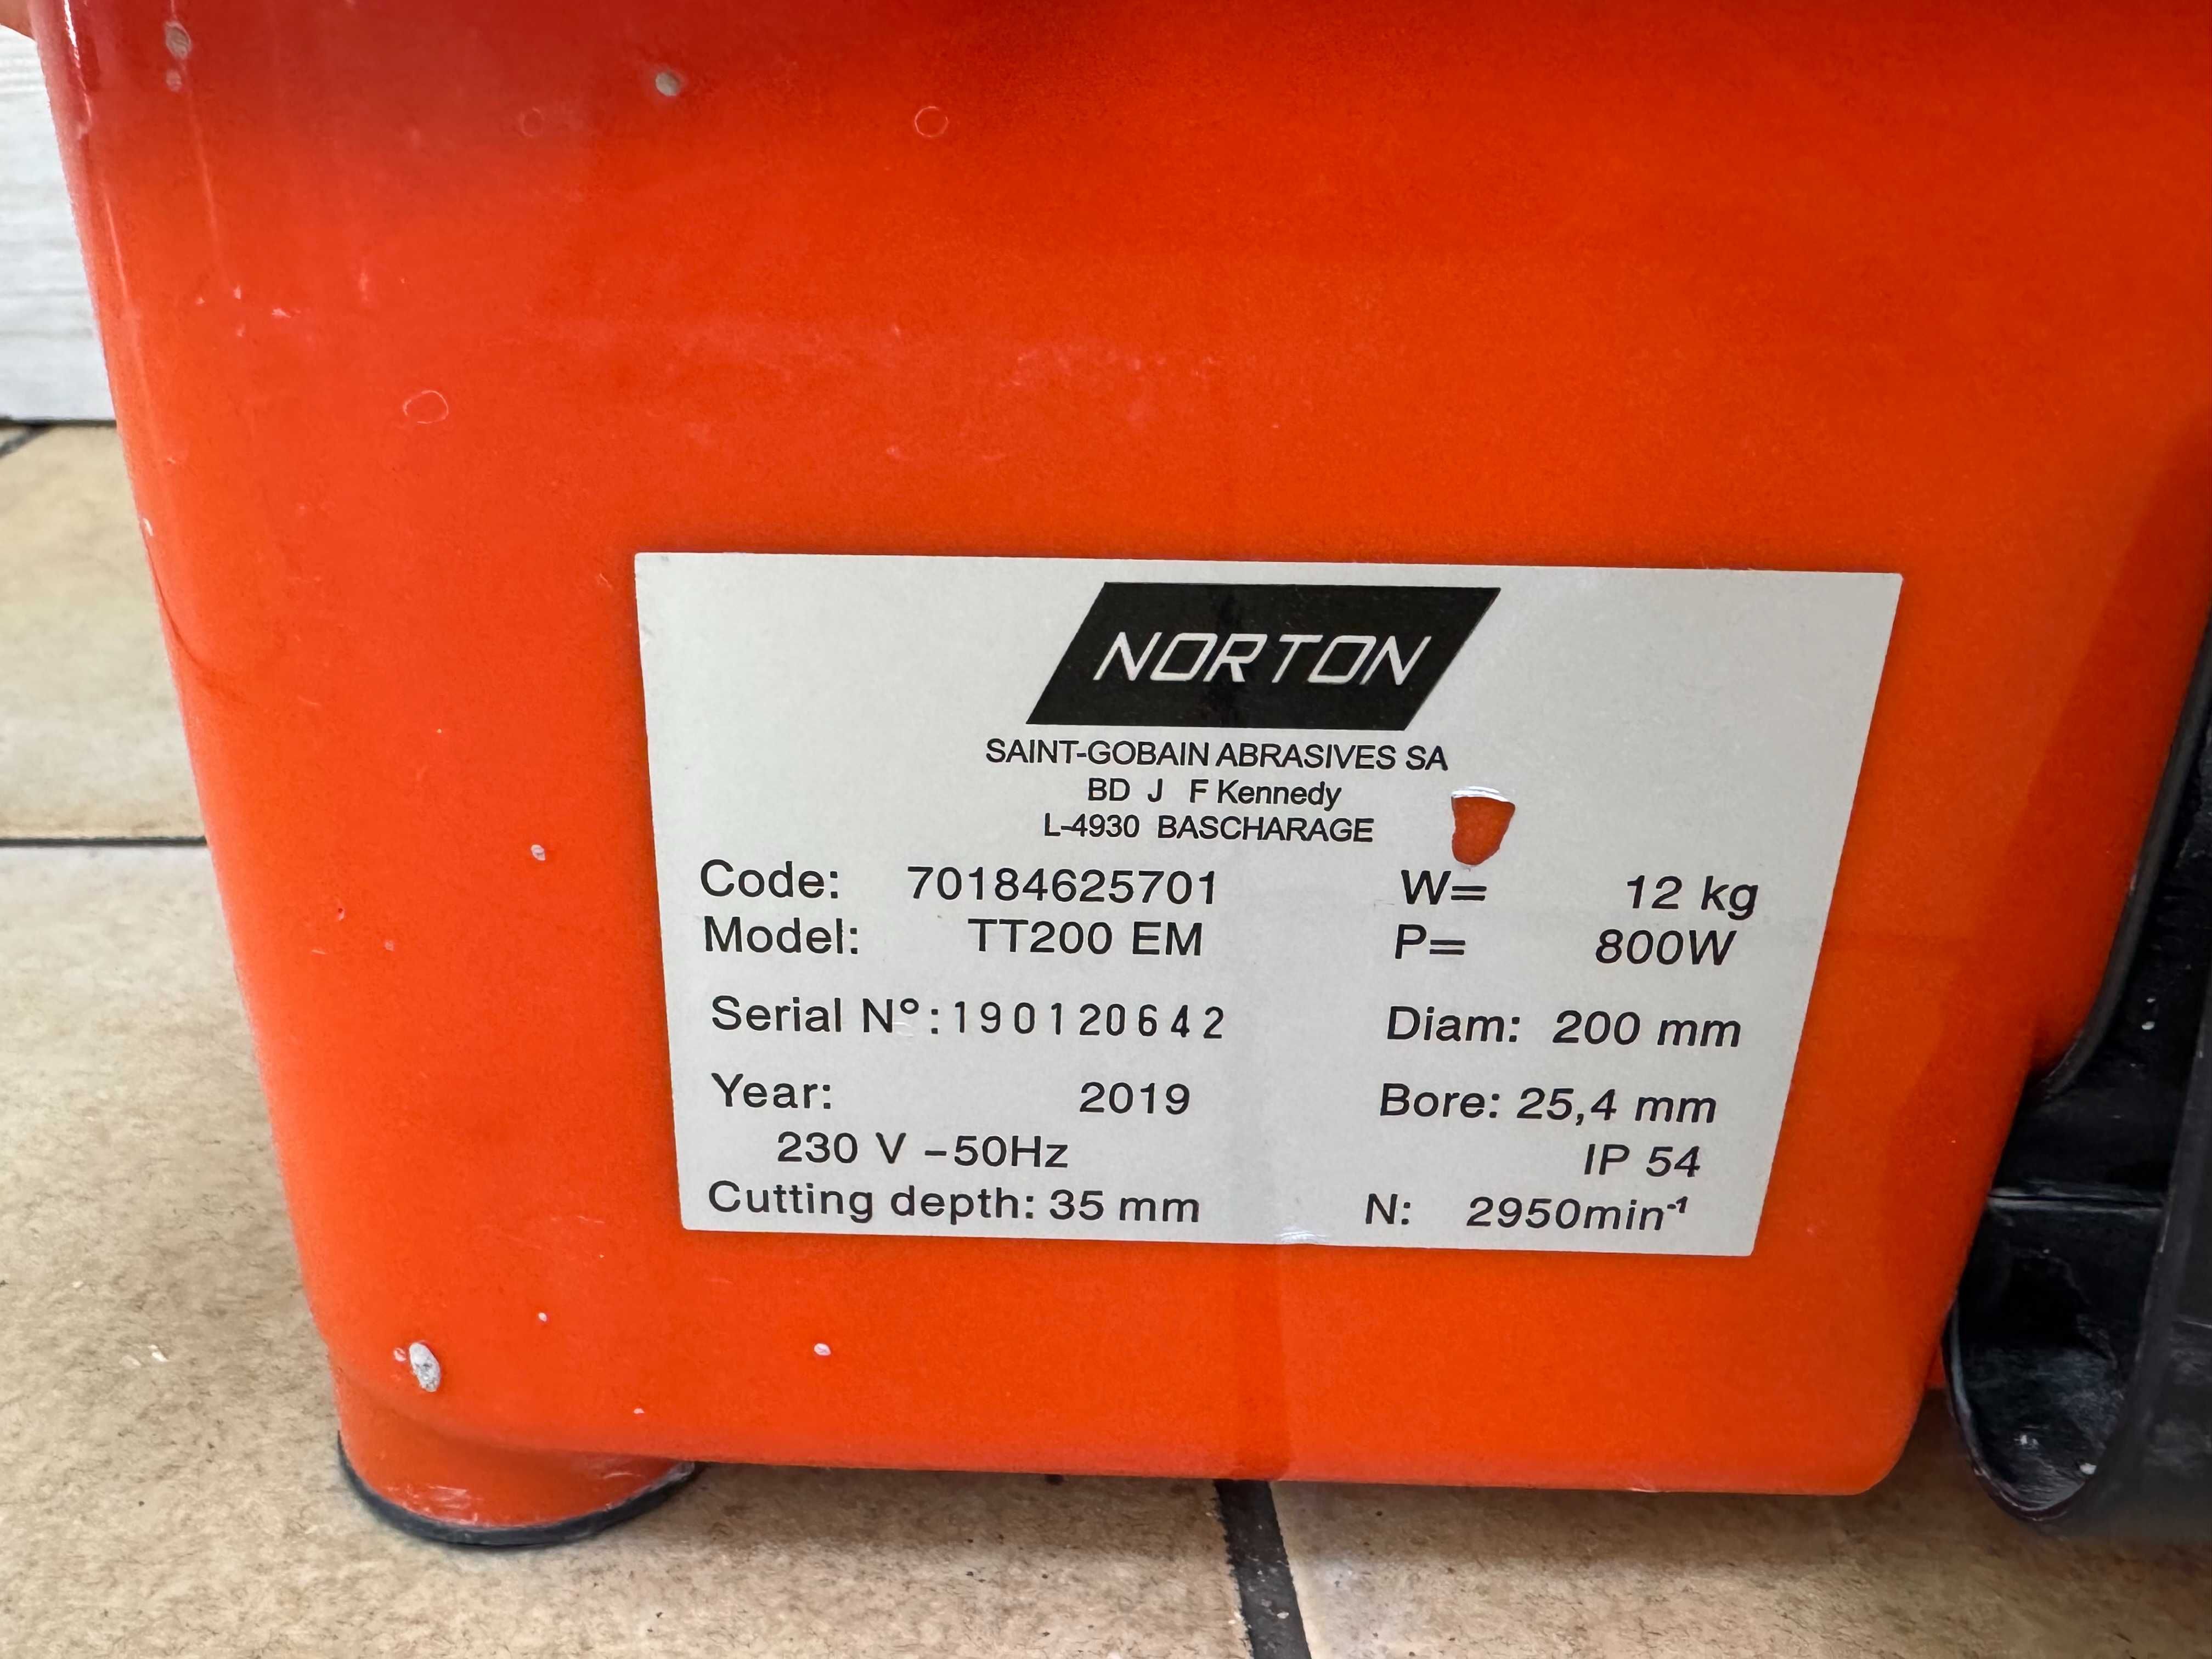 NORTON
SAINT-GOBAIN ABRASIVES SA
BD J F Kennedy
L-4930 BASCHARAGE
Code: 70184625701 W= 12 kg
Model: TT200 EM P= 800W
Serial Nº: 190120642 Diam: 200 mm
Year: 2019 Bore: 25,4 mm
230 V -50Hz IP 54
Cutting depth: 35 mm N: 2950min⁻¹